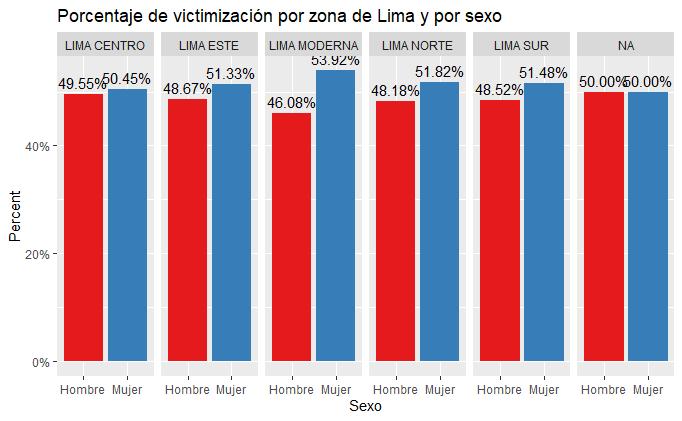 Porcentaje de victimización por zona de Lima y por sexo
LIMA CENTRO LIMA ESTE LIMA MODERNA LIMA NORTE LIMA SUR NA
49.55% 50.45% 48.67% 51.33% 46.08% 53.92% 48.18% 51.82% 48.52% 51.48% 50.00% 50.00%
40%
20%
0%
Percent
Hombre Mujer Hombre Mujer Hombre Mujer Hombre Mujer Hombre Mujer Hombre Mujer
Sexo